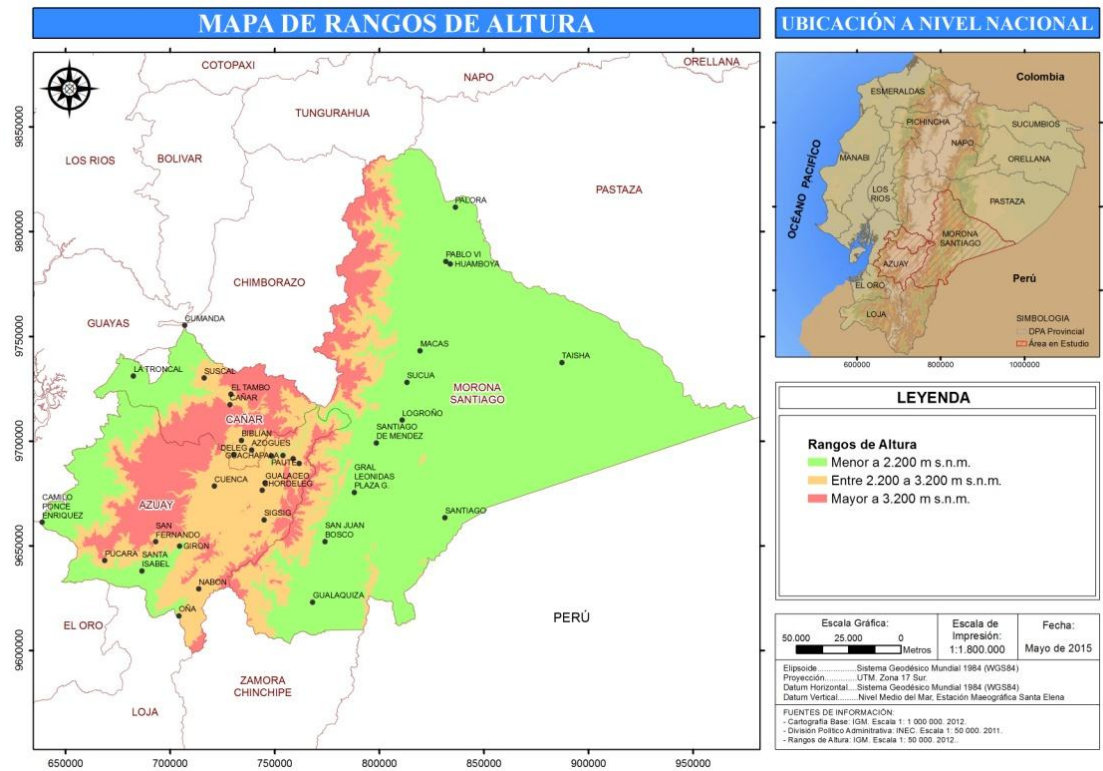 MAPA DE RANGOS DE ALTURA
COTOPAXI
NAPO
ORELLANA
TUNGURAHUA
LOS RIOS
BOLIVAR
PASTAZA
PALORA
PABLO VI
HUAMBOYA
CHIMBORAZO
GUAYAS
CUMANDA
MACAS
TAISHA
LA TRONCAL
SUSCAL
SUCUA
EL TAMBO
CAÑAR
MORONA
SANTIAGO
CAÑAR
LOGROÑO
SANTIAGO
DE MENDEZ
BIBLIAN
DELEG
AZOGUES
GUACHAPALA
PAUTE
GRAL
LEONIDAS
PLAZA G.
CUENCA
GUALACEO
CHORDELEG
CAMILO
PONCE
ENRIQUEZ
AZUAY
SIGSIG
SANTIAGO
SAN
FERNANDO
GIRON
SAN JUAN
BOSCO
PUCARA
SANTA
ISABEL
NABON
GUALAQUIZA
OÑA
EL ORO
PERÚ
ZAMORA
CHINCHIPE
LOJA
9850000
9800000
9750000
9700000
9650000
9600000
650000 700000 750000 800000 850000 900000 950000
UBICACIÓN A NIVEL NACIONAL
Colombia
ESMERALDAS
PICHINCHA
SUCUMBIOS
NAPO
ORELLANA
MANABI
OCÉANO PACIFÍCO
LOS
RIOS
PASTAZA
MORONA
SANTIAGO
AZUAY
EL ORO
Perú
LOJA
SIMBOLOGIA
DPA Provincial
Área en Estudio
600000 800000 1000000
LEYENDA
Rangos de Altura
Menor a 2.200 m s.n.m.
Entre 2.200 a 3.200 m s.n.m.
Mayor a 3.200 m s.n.m.
Escala Gráfica:
50.000 25.000 0
Metros
Escala de
Impresión:
1:1.800.000
Fecha:
Mayo de 2015
Elipsoide................Sistema Geodésico Mundial 1984 (WGS84)
Proyección............UTM. Zona 17 Sur.
Datum Horizontal....Sistema Geodésico Mundial 1984 (WGS84)
Datum Vertical........Nivel Medio del Mar, Estación Maeográfica Santa Elena
FUENTES DE INFORMACIÓN:
- Cartografía Base: IGM. Escala 1: 1 000 000. 2012.
- División Político Adminitrativa: INEC. Escala 1: 50 000. 2011.
- Rangos de Altura: IGM. Escala 1: 50 000. 2012..